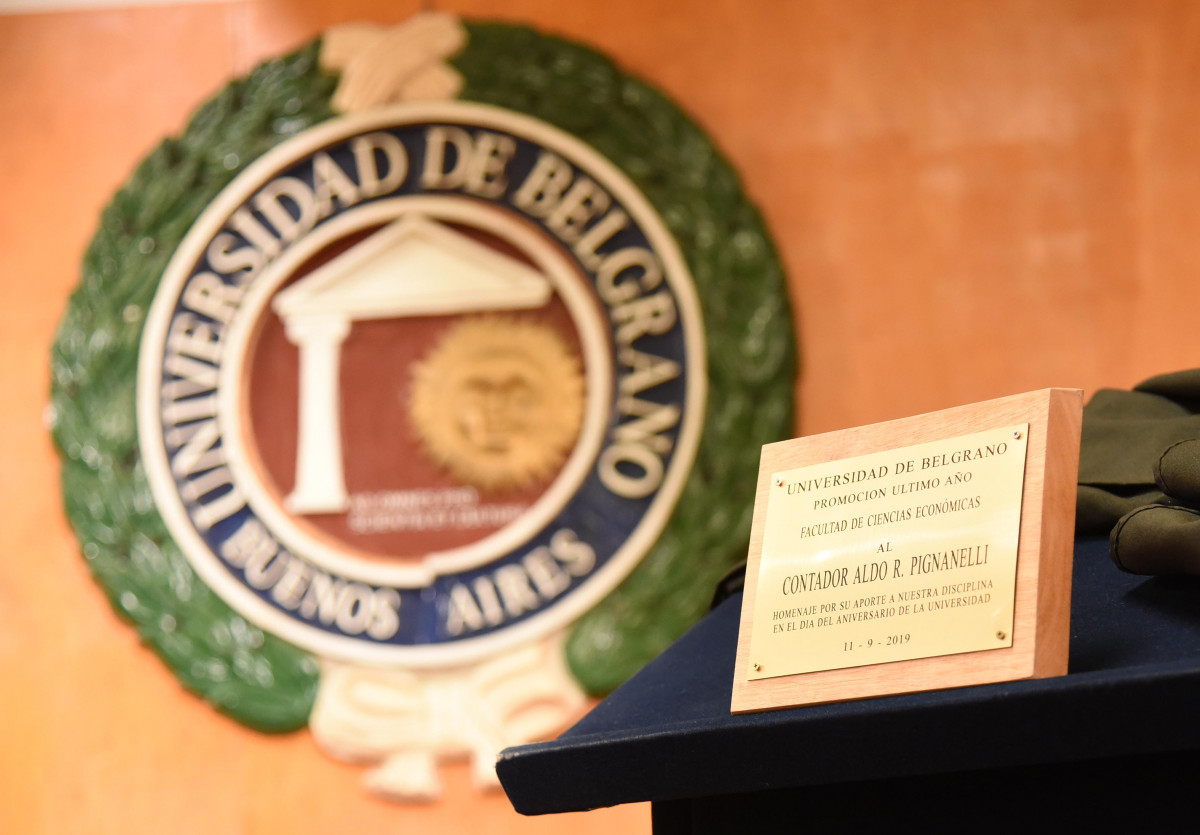 UNIVERSIDAD DE BELGRANO
BUENOS AIRES
UNIVERSIDAD DE BELGRANO
PROMOCION ULTIMO AÑO
FACULTAD DE CIENCIAS ECONÓMICAS
AL
CONTADOR ALDO R. PIGNANELLI
HOMENAJE POR SU APORTE A NUESTRA DISCIPLINA
EN EL DIA DEL ANIVERSARIO DE LA UNIVERSIDAD
11 - 9 - 2019